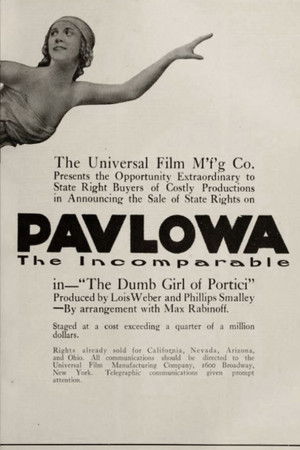 The Universal Film M'f'g Co.
Presents the Opportunity Extraordinary to
State Right Buyers of Costly Productions
in Announcing the Sale of State Rights on
PAVLOWA
The Incomparable
in—"The Dumb Girl of Portici"
Produced by Lois Weber and Phillips Smalley
—By arrangement with Max Rabinoff.
Staged at a cost exceeding a quarter of a million
dollars.
Rights already sold for California, Nevada, Arizona,
and Ohio. All communications should be directed to the
Universal Film Manufacturing Company, 1600 Broadway,
New York. Telegraphic communications given prompt
attention.